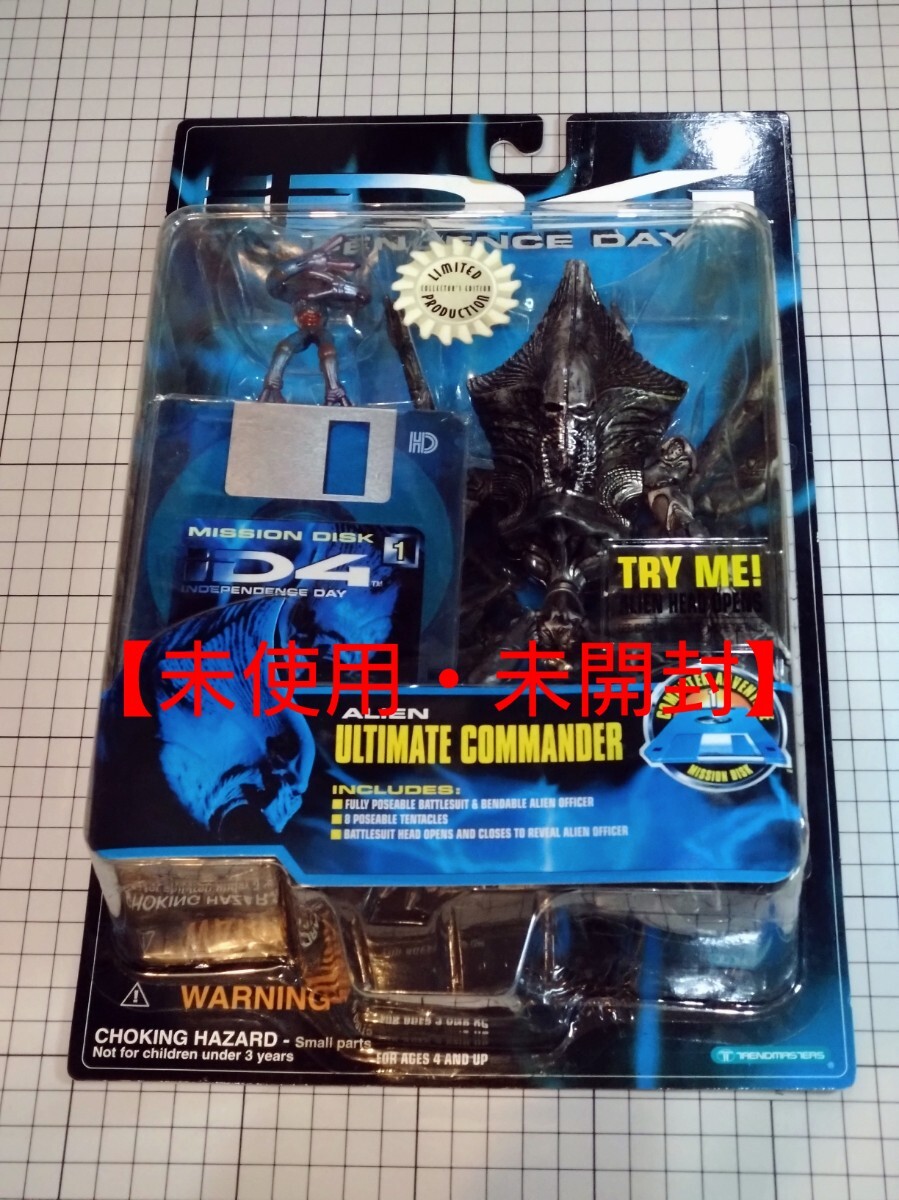 ID4
INDEPENDENCE DAY
LIMITED
COLLECTOR'S EDITION
PRODUCTION
HD
MISSION DISK
1
ID4™
INDEPENDENCE DAY
TRY ME!
ALIEN HEAD OPENS
【未使用・未開封】
COMPUTER ADVENTURE
MISSION DISK
ALIEN
ULTIMATE COMMANDER
INCLUDES:
FULLY POSEABLE BATTLESUIT & BENDABLE ALIEN OFFICER
8 POSEABLE TENTACLES
BATTLESUIT HEAD OPENS AND CLOSES TO REVEAL ALIEN OFFICER
WARNING
CHOKING HAZARD - Small parts
Not for children under 3 years
FOR AGES 4 AND UP
TRENDMASTERS®